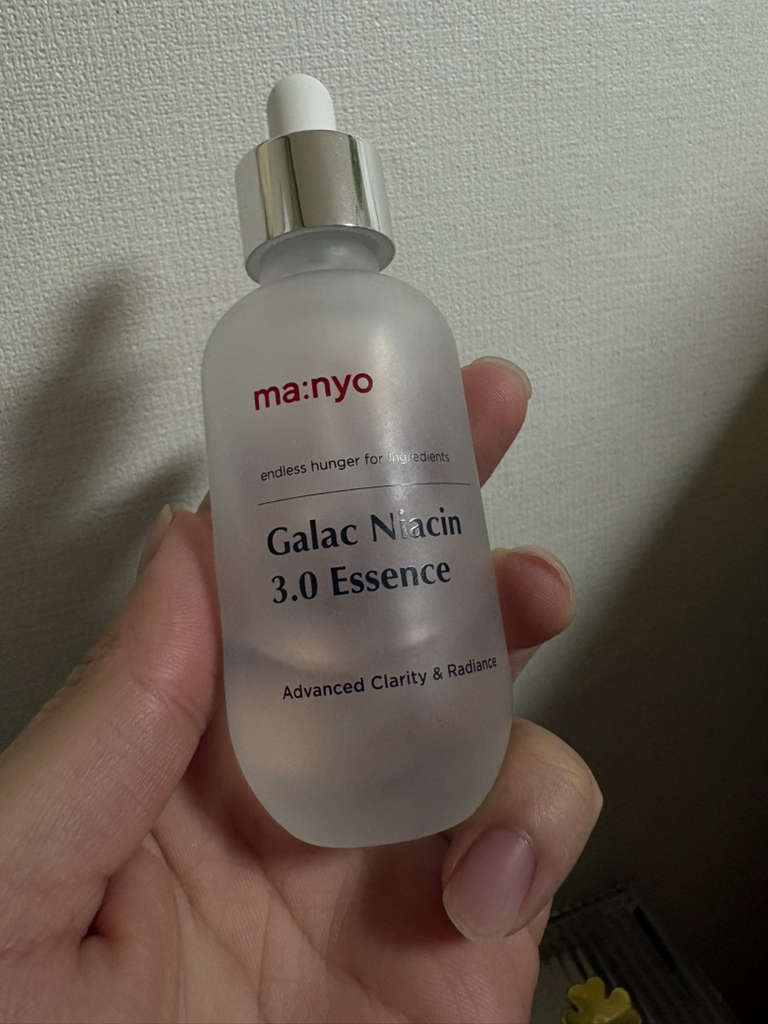 ma:nyo
endless hunger for ingredients
Galac Niacin
3.0 Essence
Advanced Clarity & Radiance